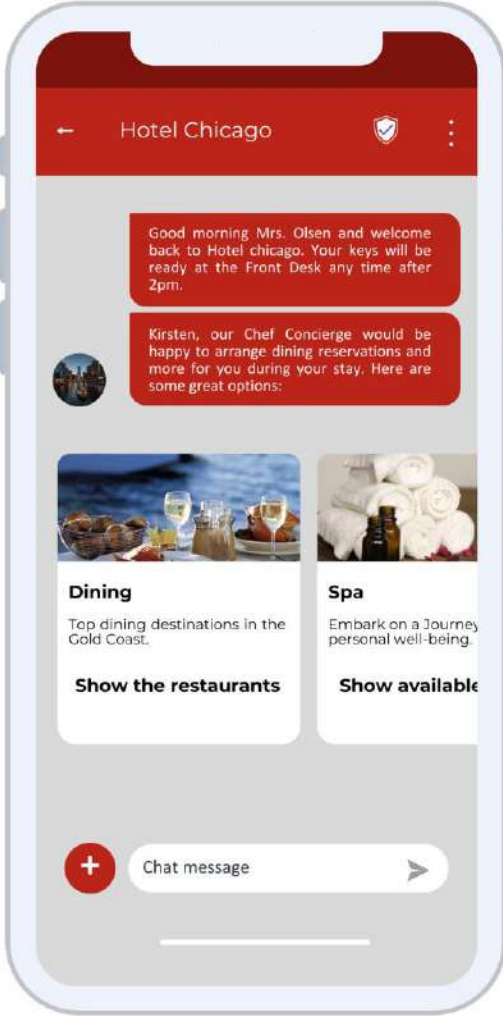 Hotel Chicago
Good morning Mrs. Olsen and welcome
back to Hotel chicago. Your keys will be
ready at the Front Desk any time after
2pm.
Kirsten, our Chef Concierge would be
happy to arrange dining reservations and
more for you during your stay. Here are
some great options:
Dining
Top dining destinations in the
Gold Coast.
Show the restaurants
Spa
Embark on a Journey
personal well-being.
Show available
Chat message